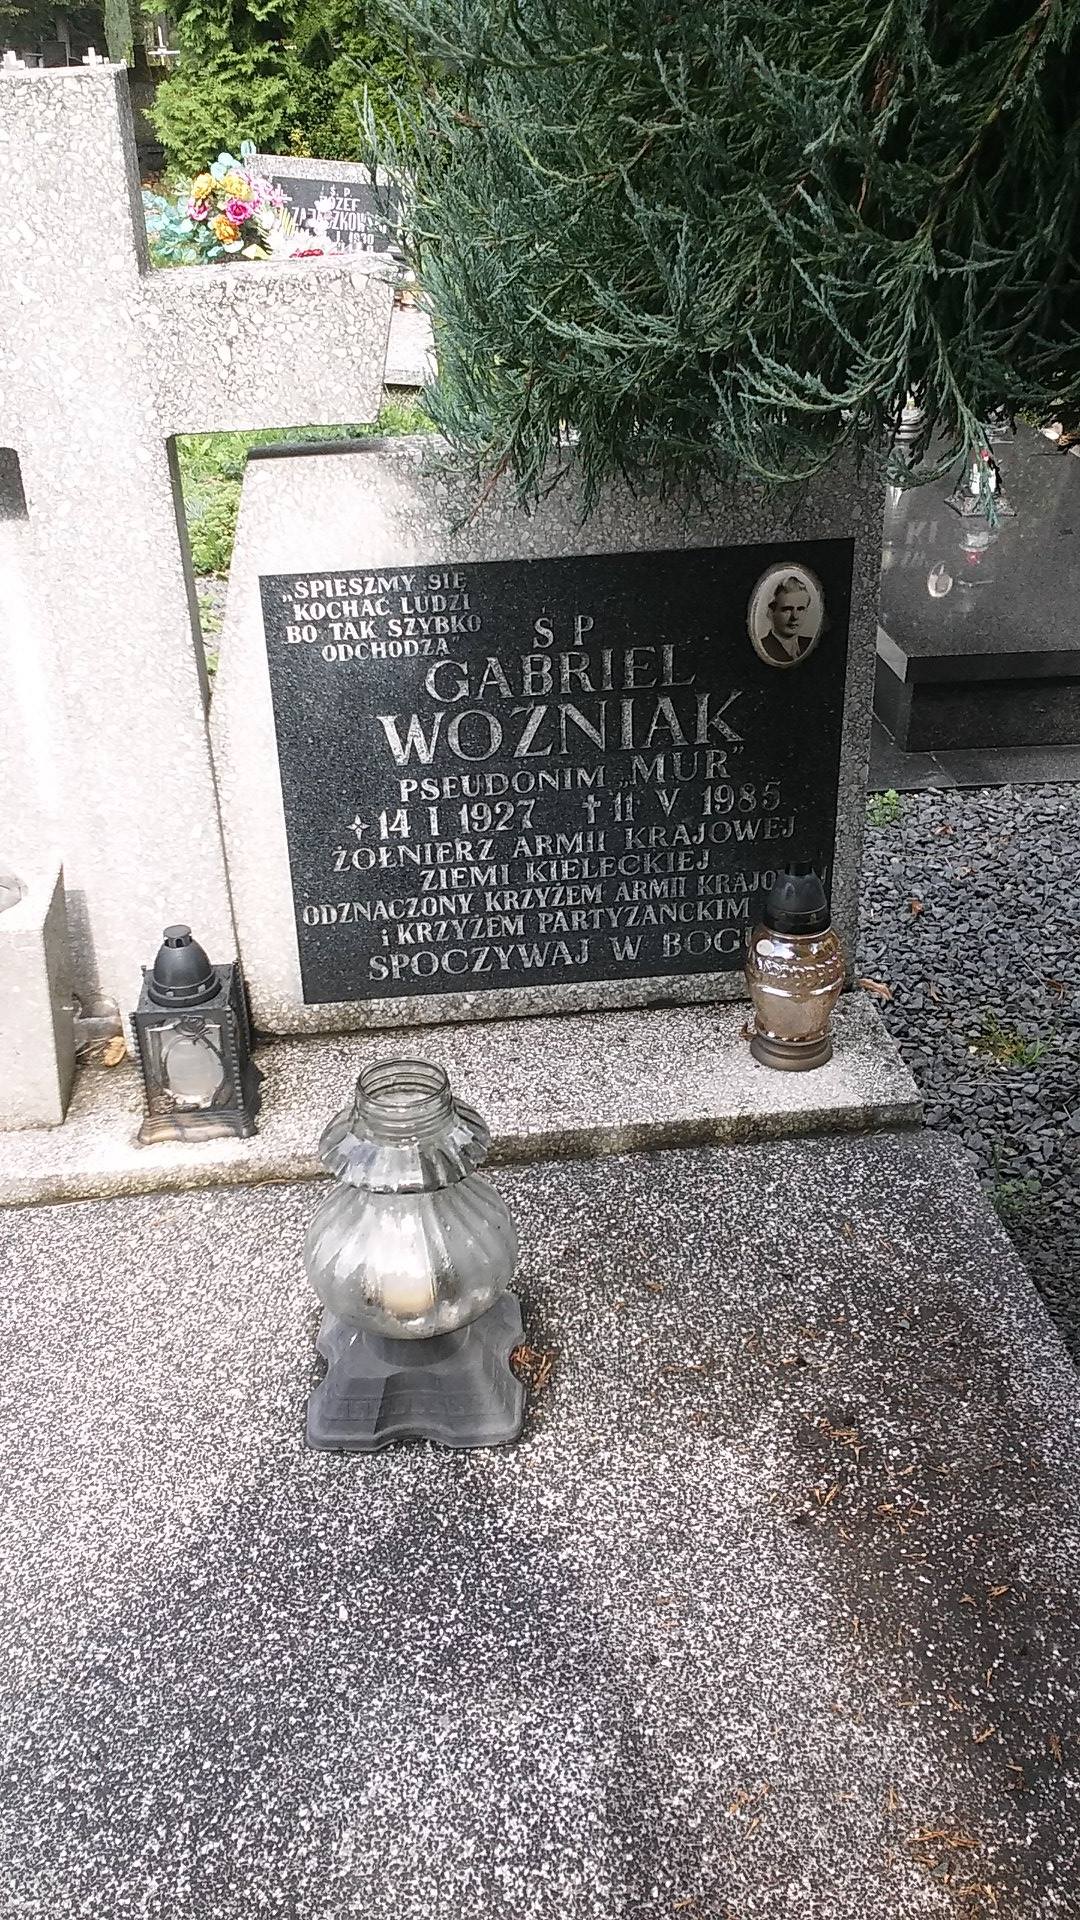 Ś P
„ŚPIESZMY SIĘ
KOCHAĆ LUDZI
BO TAK SZYBKO
ODCHODZĄ"
Ś P
GABRIEL
WOŹNIAK
PSEUDONIM „MUR"
14 I 1927 † 11 V 1985
ŻOŁNIERZ ARMII KRAJOWEJ
ZIEMI KIELECKIEJ
ODZNACZONY KRZYŻEM ARMII
i KRZYŻEM PARTYZANCKIM
SPOCZYWAJ W